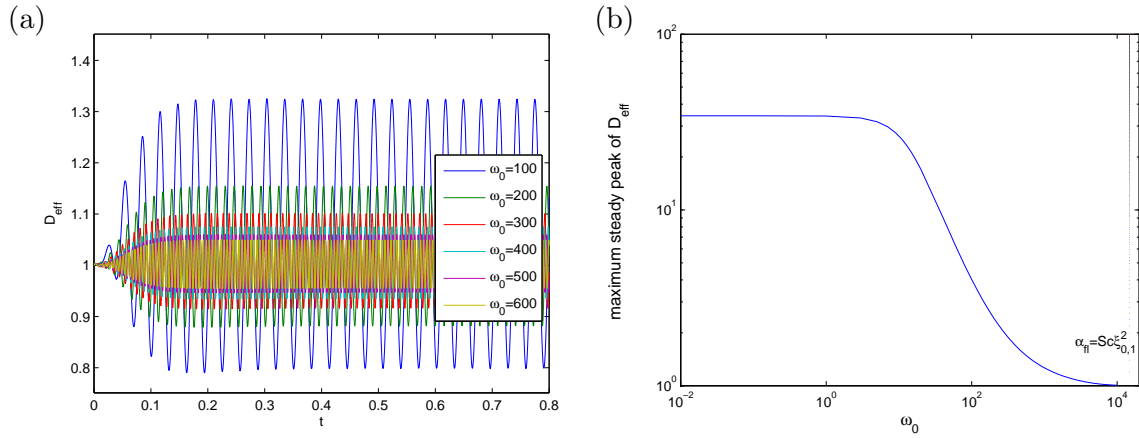 (a)
D_eff
1.4
1.3
1.2
1.1
1
0.9
0.8
0 0.1 0.2 0.3 0.4 0.5 0.6 0.7 0.8
t
ω_0=100
ω_0=200
ω_0=300
ω_0=400
ω_0=500
ω_0=600
(b)
maximum steady peak of D_eff
10^2
10^1
10^0
10^-2 10^0 10^2 10^4
ω_0
α_fl=Scξ^2_0,1